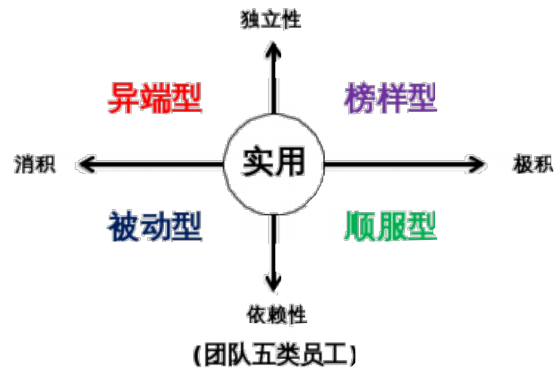 独立性
异端型 榜样型
消积 实用 极积
被动型 顺服型
依赖性
(团队五类员工)